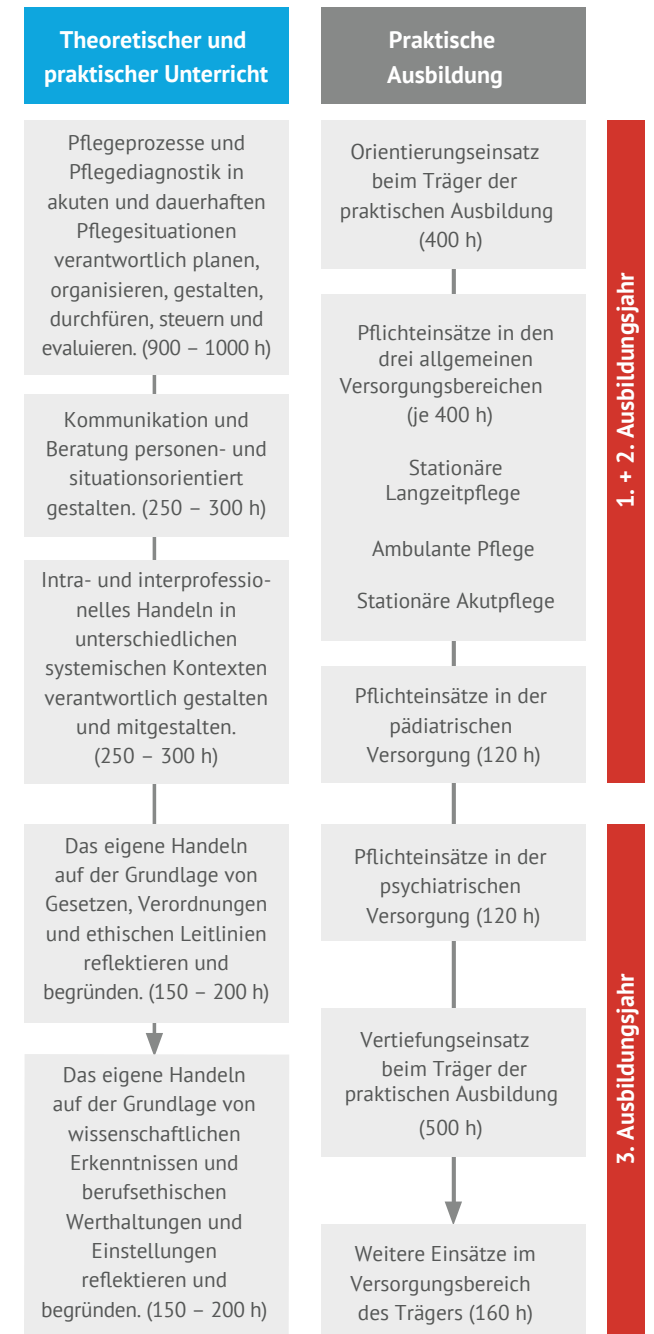 Theoretischer und
praktischer Unterricht
Pflegeprozesse und
Pflegediagnostik in
akuten und dauerhaften
Pflegesituationen
verantwortlich planen,
organisieren, gestalten,
durchfüren, steuern und
evaluieren. (900 – 1000 h)
Kommunikation und
Beratung personen- und
situationsorientiert
gestalten. (250 – 300 h)
Intra- und interprofessio-
nelles Handeln in
unterschiedlichen
systemischen Kontexten
verantwortlich gestalten
und mitgestalten.
(250 – 300 h)
Das eigene Handeln
auf der Grundlage von
Gesetzen, Verordnungen
und ethischen Leitlinien
reflektieren und
begründen. (150 – 200 h)
Das eigene Handeln
auf der Grundlage von
wissenschaftlichen
Erkenntnissen und
berufsethischen
Werthaltungen und
Einstellungen
reflektieren und
begründen. (150 – 200 h)
Praktische
Ausbildung
Orientierungseinsatz
beim Träger der
praktischen Ausbildung
(400 h)
Pflichteinsätze in den
drei allgemeinen
Versorgungsbereichen
(je 400 h)
Stationäre
Langzeitpflege
Ambulante Pflege
Stationäre Akutpflege
Pflichteinsätze in der
pädiatrischen
Versorgung (120 h)
Pflichteinsätze in der
psychiatrischen
Versorgung (120 h)
Vertiefungseinsatz
beim Träger der
praktischen Ausbildung
(500 h)
Weitere Einsätze im
Versorgungsbereich
des Trägers (160 h)
1. + 2. Ausbildungsjahr
3. Ausbildungsjahr